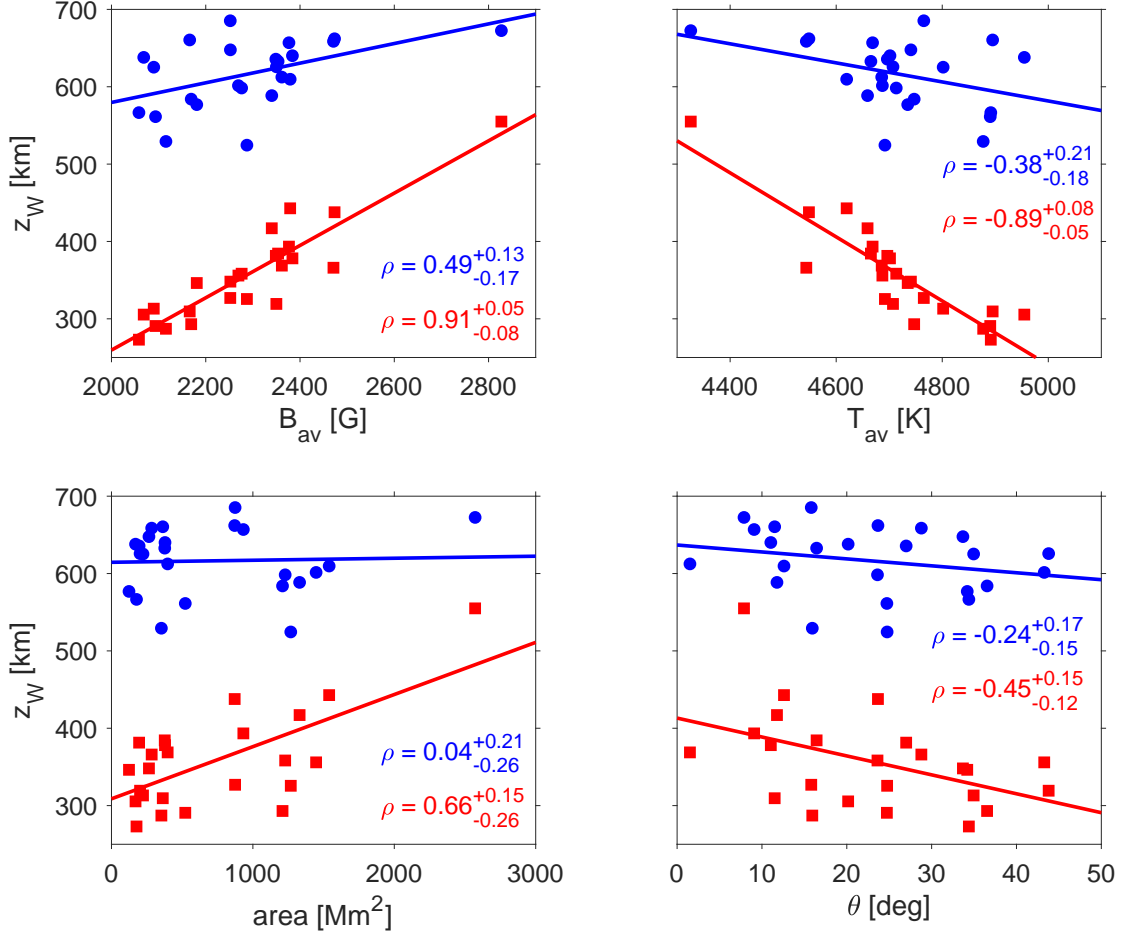 700
600
500
400
300
z_W [km]
2000 2200 2400 2600 2800
B_av [G]
ρ = 0.49 +0.13 -0.17
ρ = 0.91 +0.05 -0.08
4400 4600 4800 5000
T_av [K]
ρ = -0.38 +0.21 -0.18
ρ = -0.89 +0.08 -0.05
700
600
500
400
300
z_W [km]
0 1000 2000 3000
area [Mm²]
ρ = 0.04 +0.21 -0.26
ρ = 0.66 +0.15 -0.26
0 10 20 30 40 50
θ [deg]
ρ = -0.24 +0.17 -0.15
ρ = -0.45 +0.15 -0.12